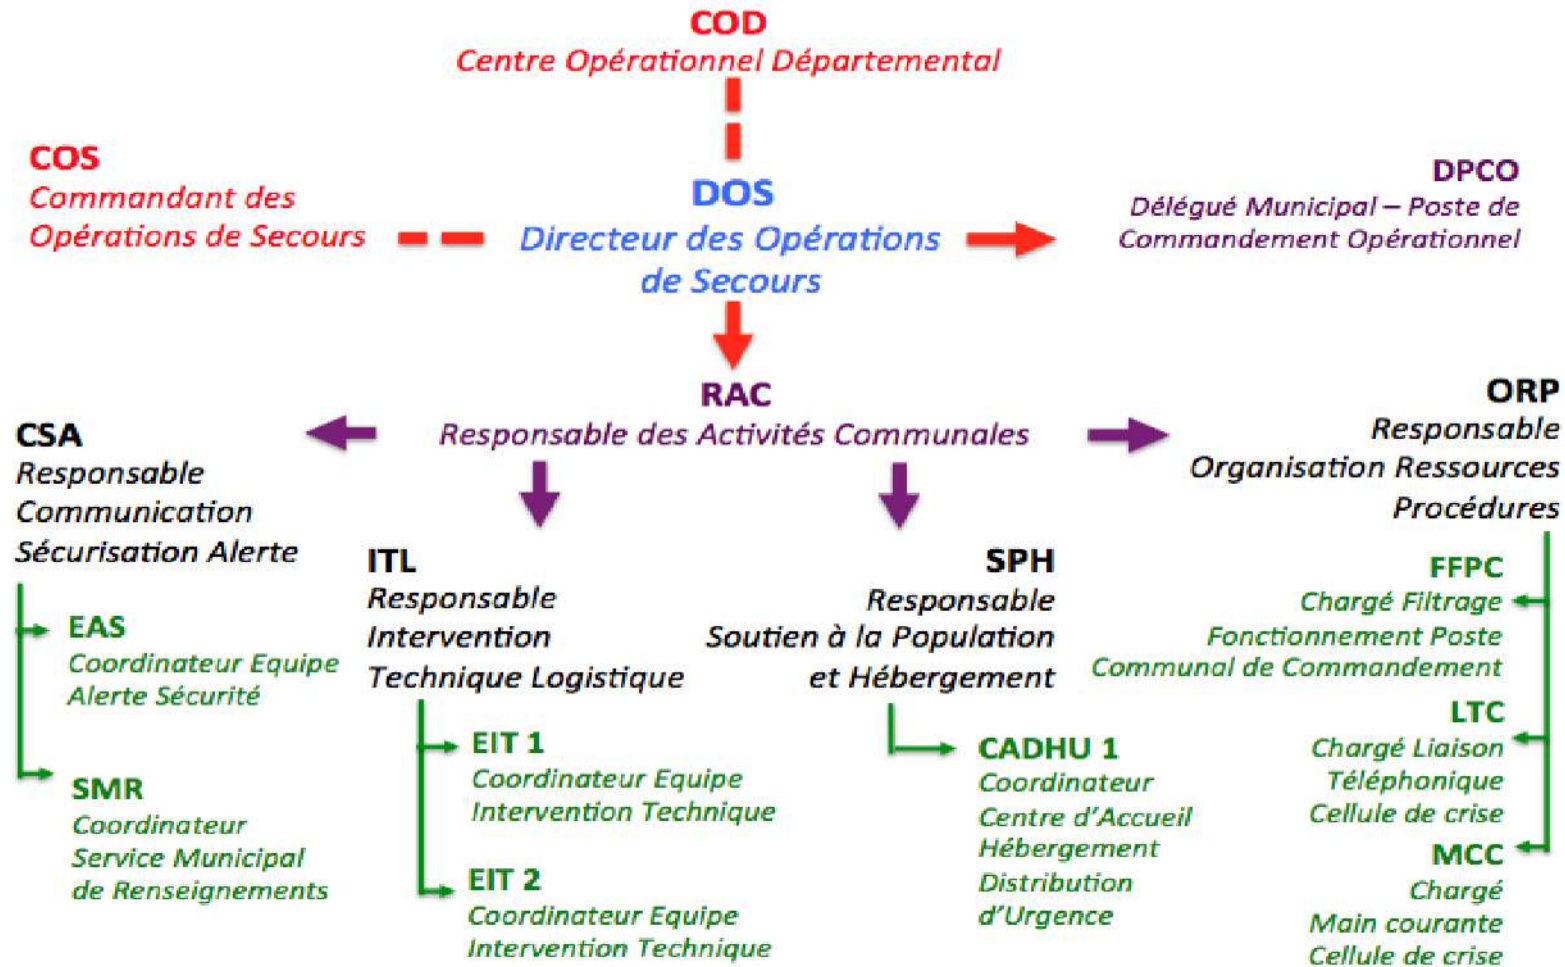 COD
Centre Opérationnel Départemental
COS
Commandant des
Opérations de Secours
DOS
Directeur des Opérations
de Secours
DPCO
Délégué Municipal – Poste de
Commandement Opérationnel
RAC
Responsable des Activités Communales
CSA
Responsable
Communication
Sécurisation Alerte
EAS
Coordinateur Equipe
Alerte Sécurité
SMR
Coordinateur
Service Municipal
de Renseignements
ITL
Responsable
Intervention
Technique Logistique
EIT 1
Coordinateur Equipe
Intervention Technique
EIT 2
Coordinateur Equipe
Intervention Technique
SPH
Responsable
Soutien à la Population
et Hébergement
CADHU 1
Coordinateur
Centre d'Accueil
Hébergement
Distribution
d'Urgence
ORP
Responsable
Organisation Ressources
Procédures
FFPC
Chargé Filtrage
Fonctionnement Poste
Communal de Commandement
LTC
Chargé Liaison
Téléphonique
Cellule de crise
MCC
Chargé
Main courante
Cellule de crise